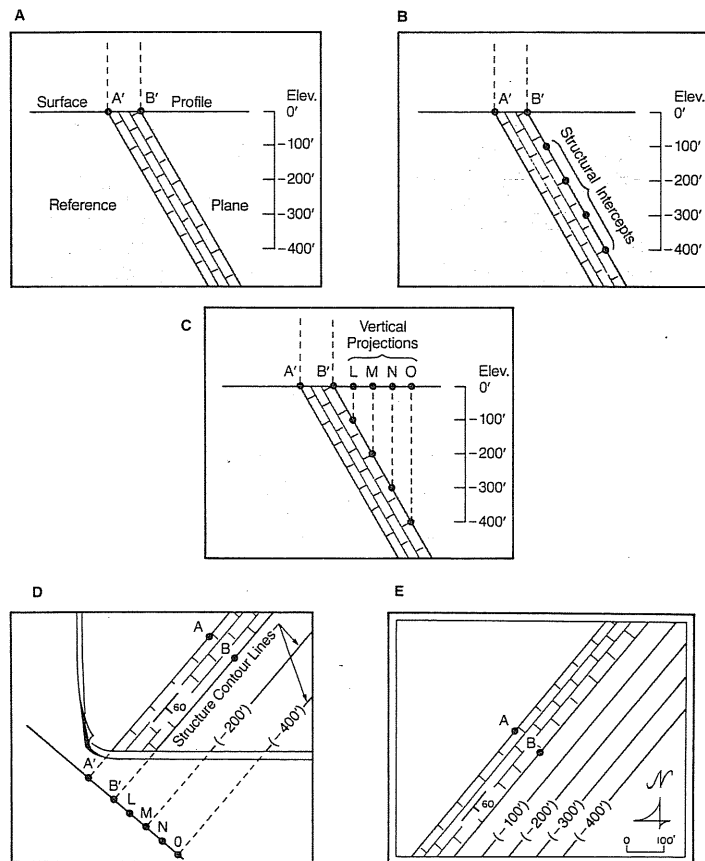 A
Surface A' B' Profile Elev.
0'
-100'
-200'
Reference Plane
-300'
-400'
B
A' B' Elev.
0'
-100'
-200'
-300'
-400'
Structural Intercepts
C
Vertical
Projections
A' B' L M N O Elev.
0'
-100'
-200'
-300'
-400'
D
A
B
60
Structure Contour Lines
(-200')
(-400')
A'
B'
L
M
N
0
E
A
B
60
(-100')
(-200')
(-300')
(-400')
N
0 100'